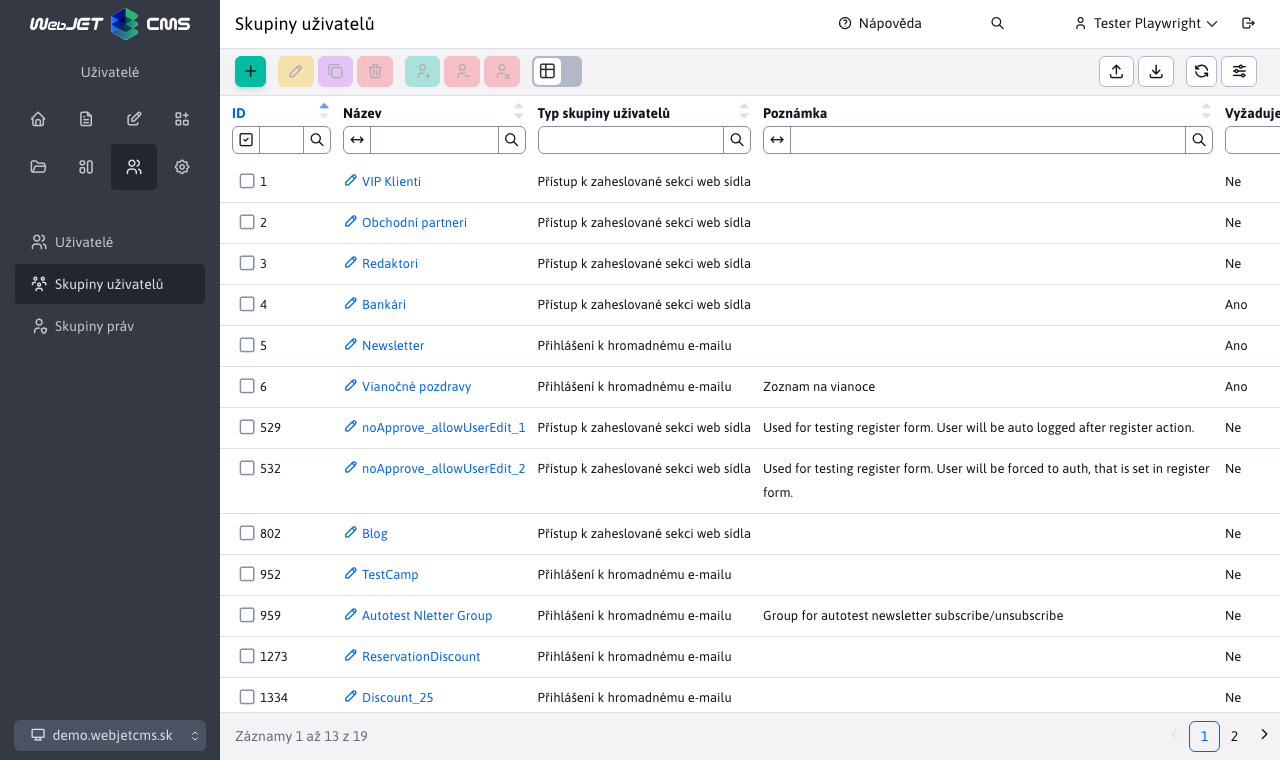 WebJET CMS
Skupiny uživatelů
Nápověda
Tester Playwright
Uživatelé
ID Název Typ skupiny uživatelů Poznámka Vyžaduje
1 VIP Klienti Přístup k zaheslované sekci web sídla Ne
2 Obchodní partneri Přístup k zaheslované sekci web sídla Ne
Uživatelé
3 Redaktori Přístup k zaheslované sekci web sídla Ne
Skupiny uživatelů
4 Bankári Přístup k zaheslované sekci web sídla Ano
Skupiny práv
5 Newsletter Přihlášení k hromadnému e-mailu Ano
6 Vianočné pozdravy Přihlášení k hromadnému e-mailu Zoznam na vianoce Ano
529 noApprove_allowUserEdit_1 Přístup k zaheslované sekci web sídla Used for testing register form. User will be auto logged after register action. Ne
532 noApprove_allowUserEdit_2 Přístup k zaheslované sekci web sídla Used for testing register form. User will be forced to auth, that is set in register Ne
form.
802 Blog Přístup k zaheslované sekci web sídla Ne
952 TestCamp Přihlášení k hromadnému e-mailu Ne
959 Autotest Nletter Group Přihlášení k hromadnému e-mailu Group for autotest newsletter subscribe/unsubscribe Ne
1273 ReservationDiscount Přihlášení k hromadnému e-mailu Ne
1334 Discount_25 Přihlášení k hromadnému e-mailu Ne
demo.webjetcms.sk
Záznamy 1 až 13 z 19
1 2